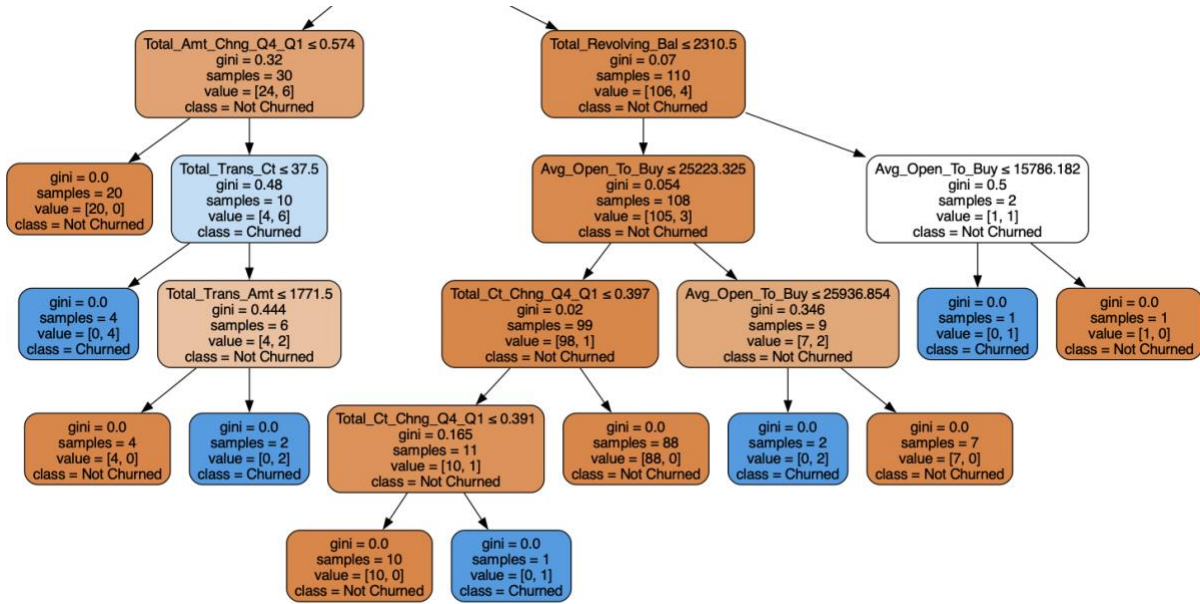 Total_Amt_Chng_Q4_Q1 ≤ 0.574
gini = 0.32
samples = 30
value = [24, 6]
class = Not Churned
Total_Revolving_Bal ≤ 2310.5
gini = 0.07
samples = 110
value = [106, 4]
class = Not Churned
gini = 0.0
samples = 20
value = [20, 0]
class = Not Churned
Total_Trans_Ct ≤ 37.5
gini = 0.48
samples = 10
value = [4, 6]
class = Churned
Avg_Open_To_Buy ≤ 25223.325
gini = 0.054
samples = 108
value = [105, 3]
class = Not Churned
Avg_Open_To_Buy ≤ 15786.182
gini = 0.5
samples = 2
value = [1, 1]
class = Not Churned
gini = 0.0
samples = 4
value = [0, 4]
class = Churned
Total_Trans_Amt ≤ 1771.5
gini = 0.444
samples = 6
value = [4, 2]
class = Not Churned
Total_Ct_Chng_Q4_Q1 ≤ 0.397
gini = 0.02
samples = 99
value = [98, 1]
class = Not Churned
Avg_Open_To_Buy ≤ 25936.854
gini = 0.346
samples = 9
value = [7, 2]
class = Not Churned
gini = 0.0
samples = 1
value = [0, 1]
class = Churned
gini = 0.0
samples = 1
value = [1, 0]
class = Not Churned
gini = 0.0
samples = 4
value = [4, 0]
class = Not Churned
gini = 0.0
samples = 2
value = [0, 2]
class = Churned
Total_Ct_Chng_Q4_Q1 ≤ 0.391
gini = 0.165
samples = 11
value = [10, 1]
class = Not Churned
gini = 0.0
samples = 88
value = [88, 0]
class = Not Churned
gini = 0.0
samples = 2
value = [0, 2]
class = Churned
gini = 0.0
samples = 7
value = [7, 0]
class = Not Churned
gini = 0.0
samples = 10
value = [10, 0]
class = Not Churned
gini = 0.0
samples = 1
value = [0, 1]
class = Churned